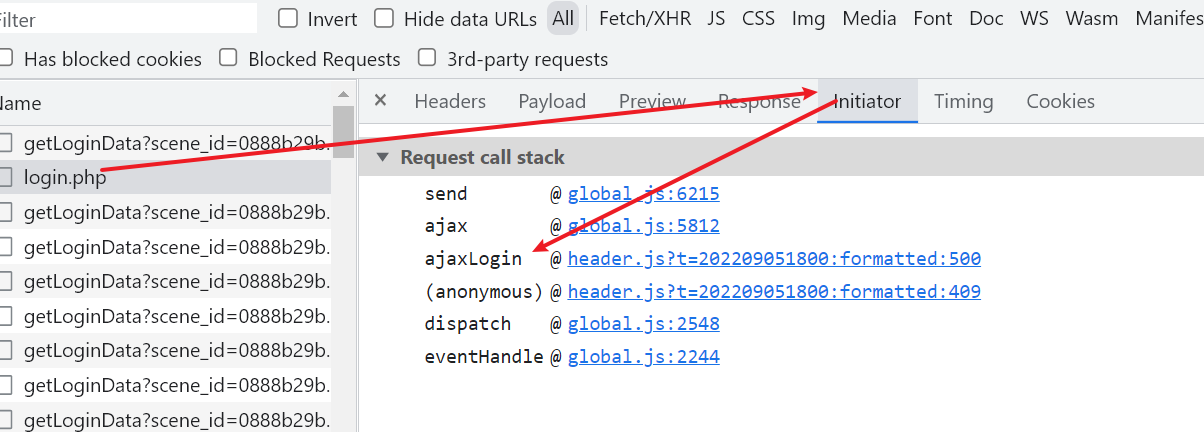 Filter Invert Hide data URLs All Fetch/XHR JS CSS Img Media Font Doc WS Wasm Manifes
Has blocked cookies Blocked Requests 3rd-party requests
Name
× Headers Payload Preview Response Initiator Timing Cookies
getLoginData?scene_id=0888b29b.
login.php
getLoginData?scene_id=0888b29b.
getLoginData?scene_id=0888b29b.
getLoginData?scene_id=0888b29b.
getLoginData?scene_id=0888b29b.
getLoginData?scene_id=0888b29b.
getLoginData?scene_id=0888b29b.
getLoginData?scene_id=0888b29b.
▼ Request call stack
send @ global.js:6215
ajax @ global.js:5812
ajaxLogin @ header.js?t=202209051800:formatted:500
(anonymous) @ header.js?t=202209051800:formatted:409
dispatch @ global.js:2548
eventHandle @ global.js:2244